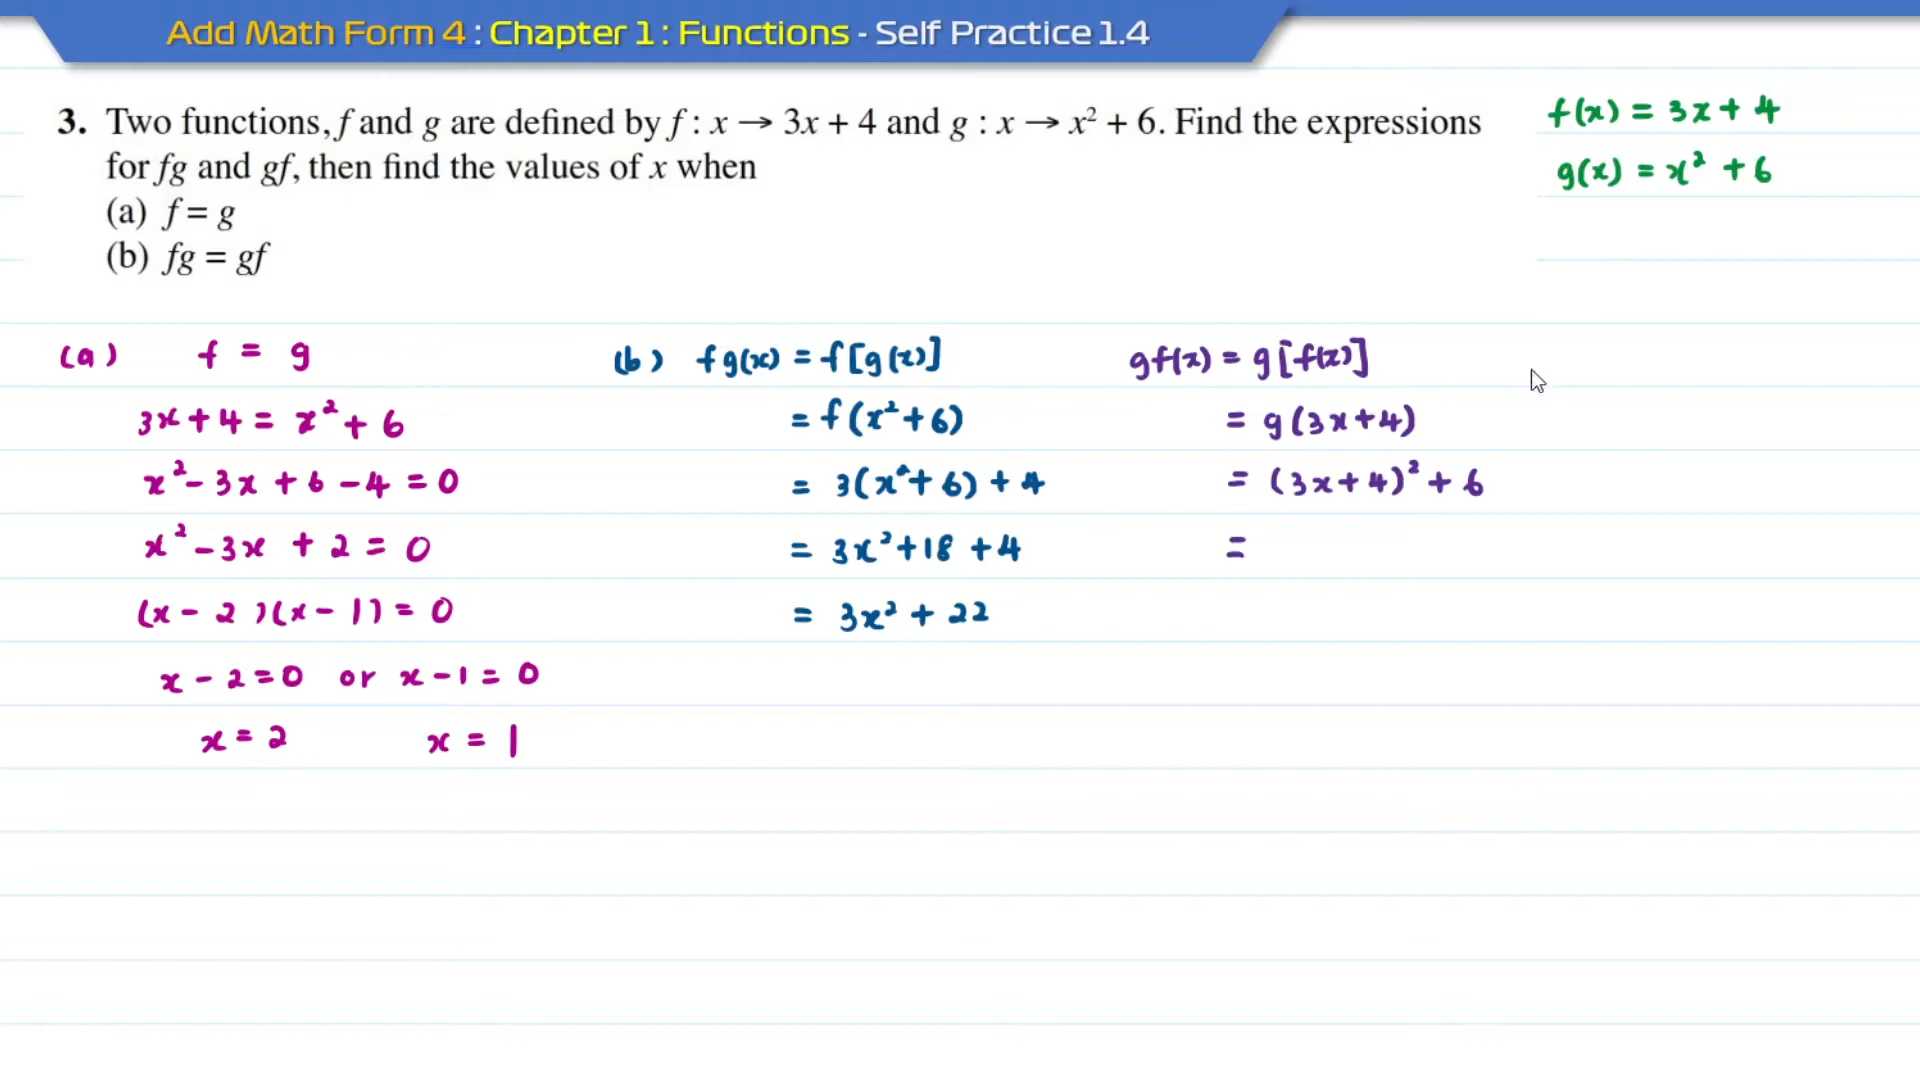 Add Math Form 4 : Chapter 1 : Functions - Self Practice 1.4
3. Two functions, f and g are defined by f : x → 3x + 4 and g : x → x² + 6. Find the expressions
for fg and gf, then find the values of x when
(a) f = g
(b) fg = gf
f(x) = 3x + 4
g(x) = x² + 6
(a) f = g
3x + 4 = x² + 6
x² - 3x + 6 - 4 = 0
x² - 3x + 2 = 0
(x - 2)(x - 1) = 0
x - 2 = 0 or x - 1 = 0
x = 2 x = 1
(b) fg(x) = f[g(x)]
= f(x² + 6)
= 3(x² + 6) + 4
= 3x² + 18 + 4
= 3x² + 22
gf(x) = g[f(x)]
= g(3x + 4)
= (3x + 4)² + 6
=